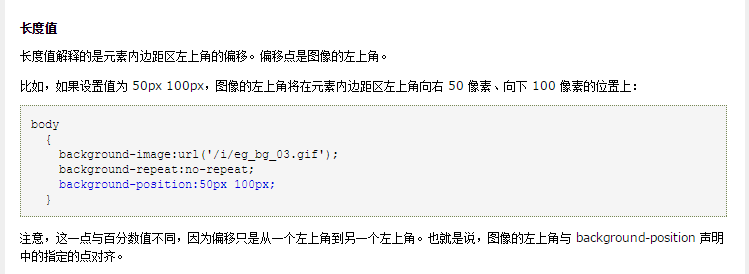 长度值
长度值解释的是元素内边距区左上角的偏移。偏移点是图像的左上角。
比如，如果设置值为 50px 100px，图像的左上角将在元素内边距区左上角向右 50 像素、向下 100 像素的位置上：
body
{
background-image:url('/i/eg_bg_03.gif');
background-repeat:no-repeat;
background-position:50px 100px;
}
注意，这一点与百分数值不同，因为偏移只是从一个左上角到另一个左上角。也就是说，图像的左上角与 background-position 声明
中的指定的点对齐。